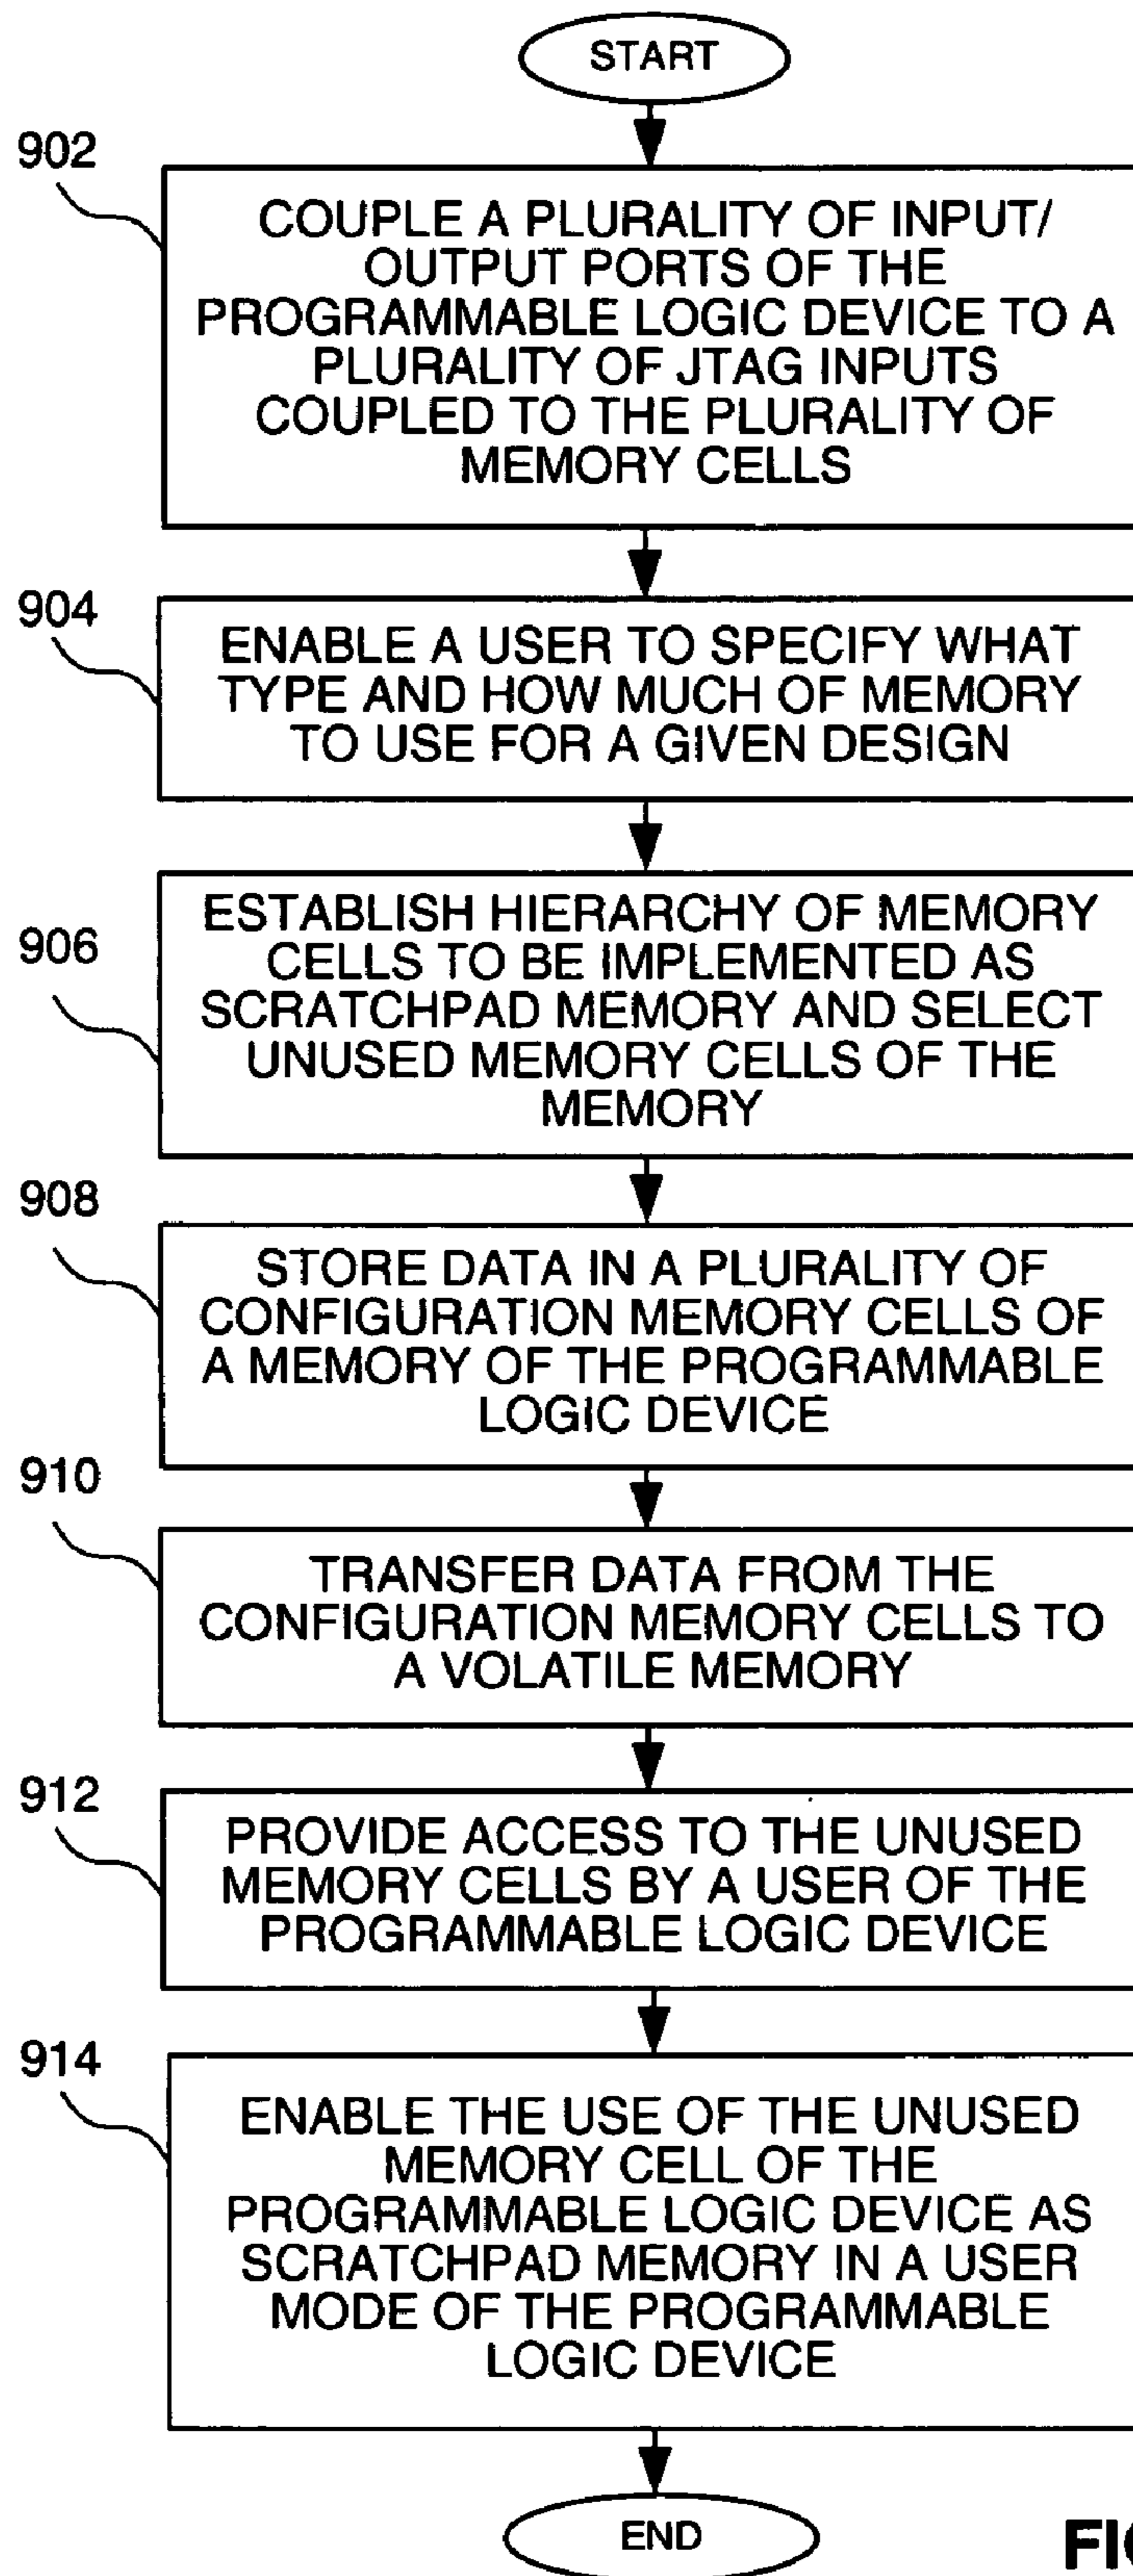 START
902
COUPLE A PLURALITY OF INPUT/
OUTPUT PORTS OF THE
PROGRAMMABLE LOGIC DEVICE TO A
PLURALITY OF JTAG INPUTS
COUPLED TO THE PLURALITY OF
MEMORY CELLS
904
ENABLE A USER TO SPECIFY WHAT
TYPE AND HOW MUCH OF MEMORY
TO USE FOR A GIVEN DESIGN
906
ESTABLISH HIERARCHY OF MEMORY
CELLS TO BE IMPLEMENTED AS
SCRATCHPAD MEMORY AND SELECT
UNUSED MEMORY CELLS OF THE
MEMORY
908
STORE DATA IN A PLURALITY OF
CONFIGURATION MEMORY CELLS OF
A MEMORY OF THE PROGRAMMABLE
LOGIC DEVICE
910
TRANSFER DATA FROM THE
CONFIGURATION MEMORY CELLS TO
A VOLATILE MEMORY
912
PROVIDE ACCESS TO THE UNUSED
MEMORY CELLS BY A USER OF THE
PROGRAMMABLE LOGIC DEVICE
914
ENABLE THE USE OF THE UNUSED
MEMORY CELL OF THE
PROGRAMMABLE LOGIC DEVICE AS
SCRATCHPAD MEMORY IN A USER
MODE OF THE PROGRAMMABLE
LOGIC DEVICE
END